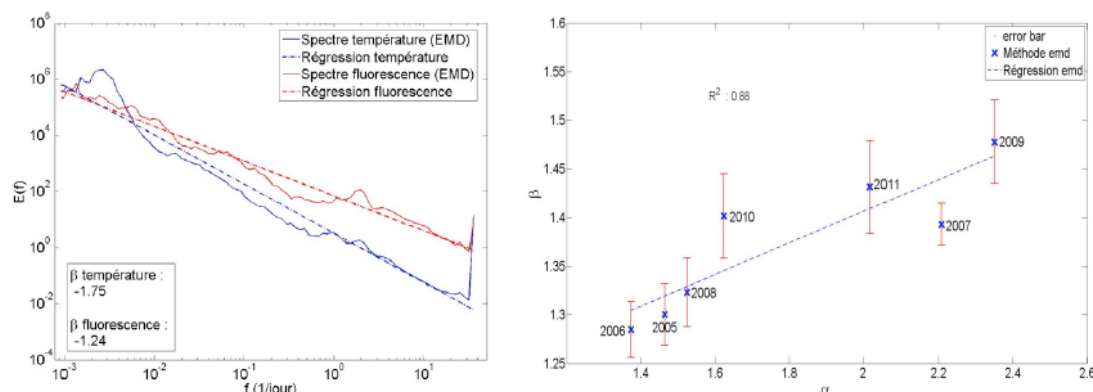 10^8
10^6
10^4
10^2
10^0
10^-2
10^-4
E(f)
Spectre température (EMD)
Régression température
Spectre fluorescence (EMD)
Régression fluorescence
β température :
-1.75
β fluorescence :
-1.24
10^-3
10^-2
10^-1
10^0
10^1
f (1/jour)
1.6
1.55
1.5
1.45
1.4
1.35
1.3
1.25
β
error bar
Méthode emd
Régression emd
R^2 : 0.88
2009
2011
2010
2007
2008
2005
2006
1.4
1.6
1.8
2
2.2
2.4
2.6
α